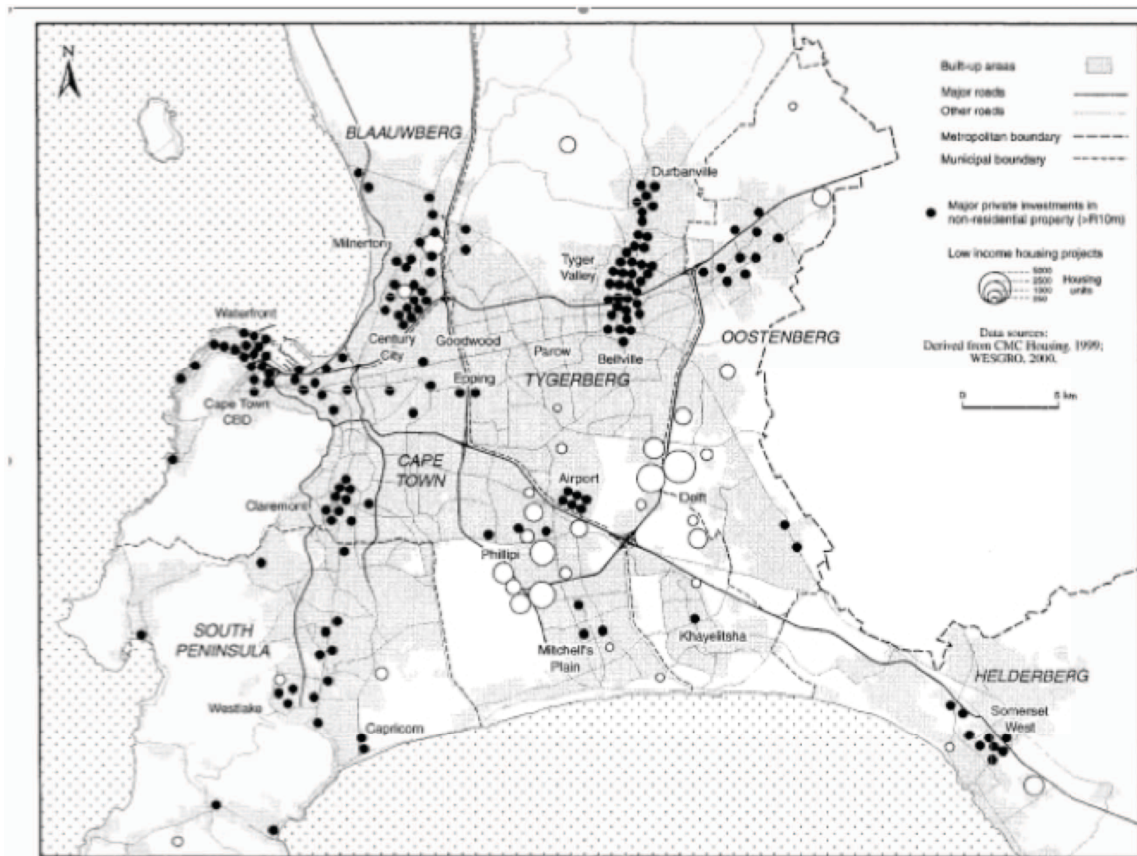 N
BLAAUWBERG
Durbanville
Milnerton
Tyger
Valley
Waterfront
Century
City
Goodwood
Parow
Bellville
OOSTENBERG
Epping
TYGERBERG
Cape Town
CBD
CAPE
TOWN
Airport
Claremont
Delft
Phillipi
SOUTH
PENINSULA
Mitchell's
Plain
Khayelitsha
HELDERBERG
Westlake
Capricorn
Somerset
West
Built-up areas
Major roads
Other roads
Metropolitan boundary
Municipal boundary
Major private investments in
non-residential property (>R10m)
Low income housing projects
5000
2500
1000
250
Housing
units
Data sources:
Derived from CMC Housing, 1999;
WESGRO, 2000.
0 5 km